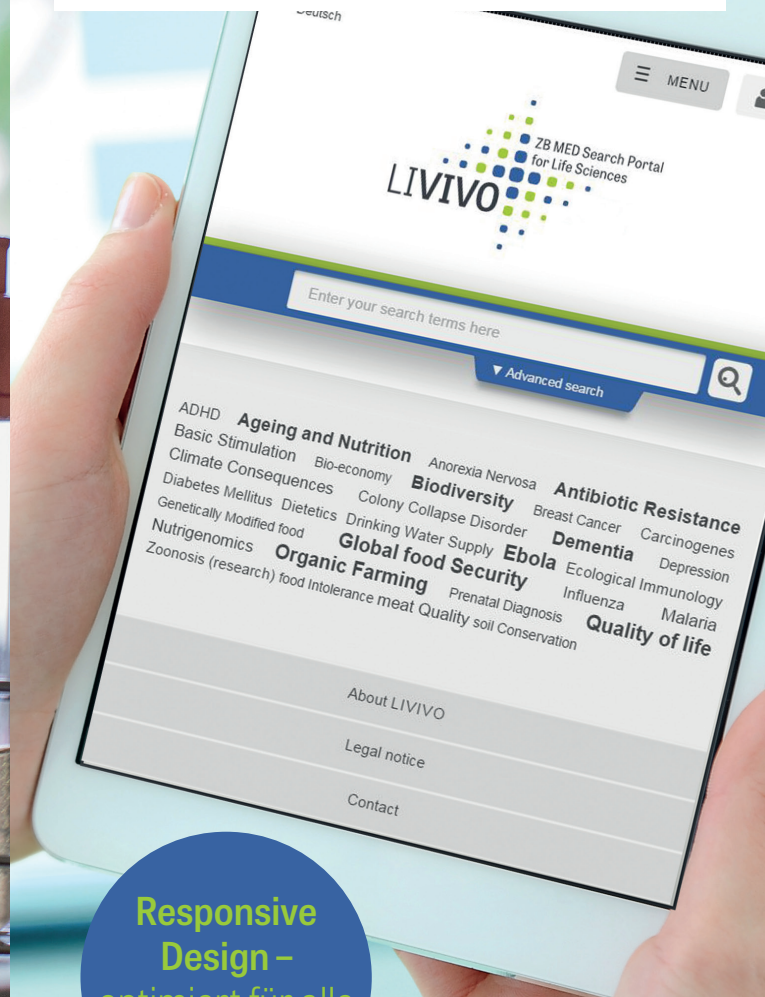 Deutsch
☰ MENU
ZB MED Search Portal
for Life Sciences
LIVIVO
Enter your search terms here
▼ Advanced search
ADHD Ageing and Nutrition Anorexia Nervosa Antibiotic Resistance
Basic Stimulation Bio-economy Biodiversity Breast Cancer Carcinogenes
Climate Consequences Colony Collapse Disorder Dementia Depression
Diabetes Mellitus Dietetics Drinking Water Supply Ebola Ecological Immunology
Genetically Modified food Global food Security Influenza Malaria
Nutrigenomics Organic Farming Prenatal Diagnosis Quality of life
Zoonosis (research) food Intolerance meat Quality soil Conservation
About LIVIVO
Legal notice
Contact
Responsive
Design –
optimiert für alle